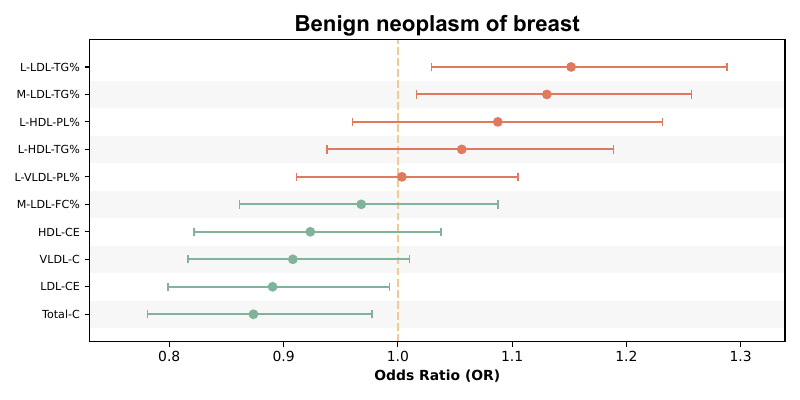 Benign neoplasm of breast
L-LDL-TG%
M-LDL-TG%
L-HDL-PL%
L-HDL-TG%
L-VLDL-PL%
M-LDL-FC%
HDL-CE
VLDL-C
LDL-CE
Total-C
0.8 0.9 1.0 1.1 1.2 1.3
Odds Ratio (OR)